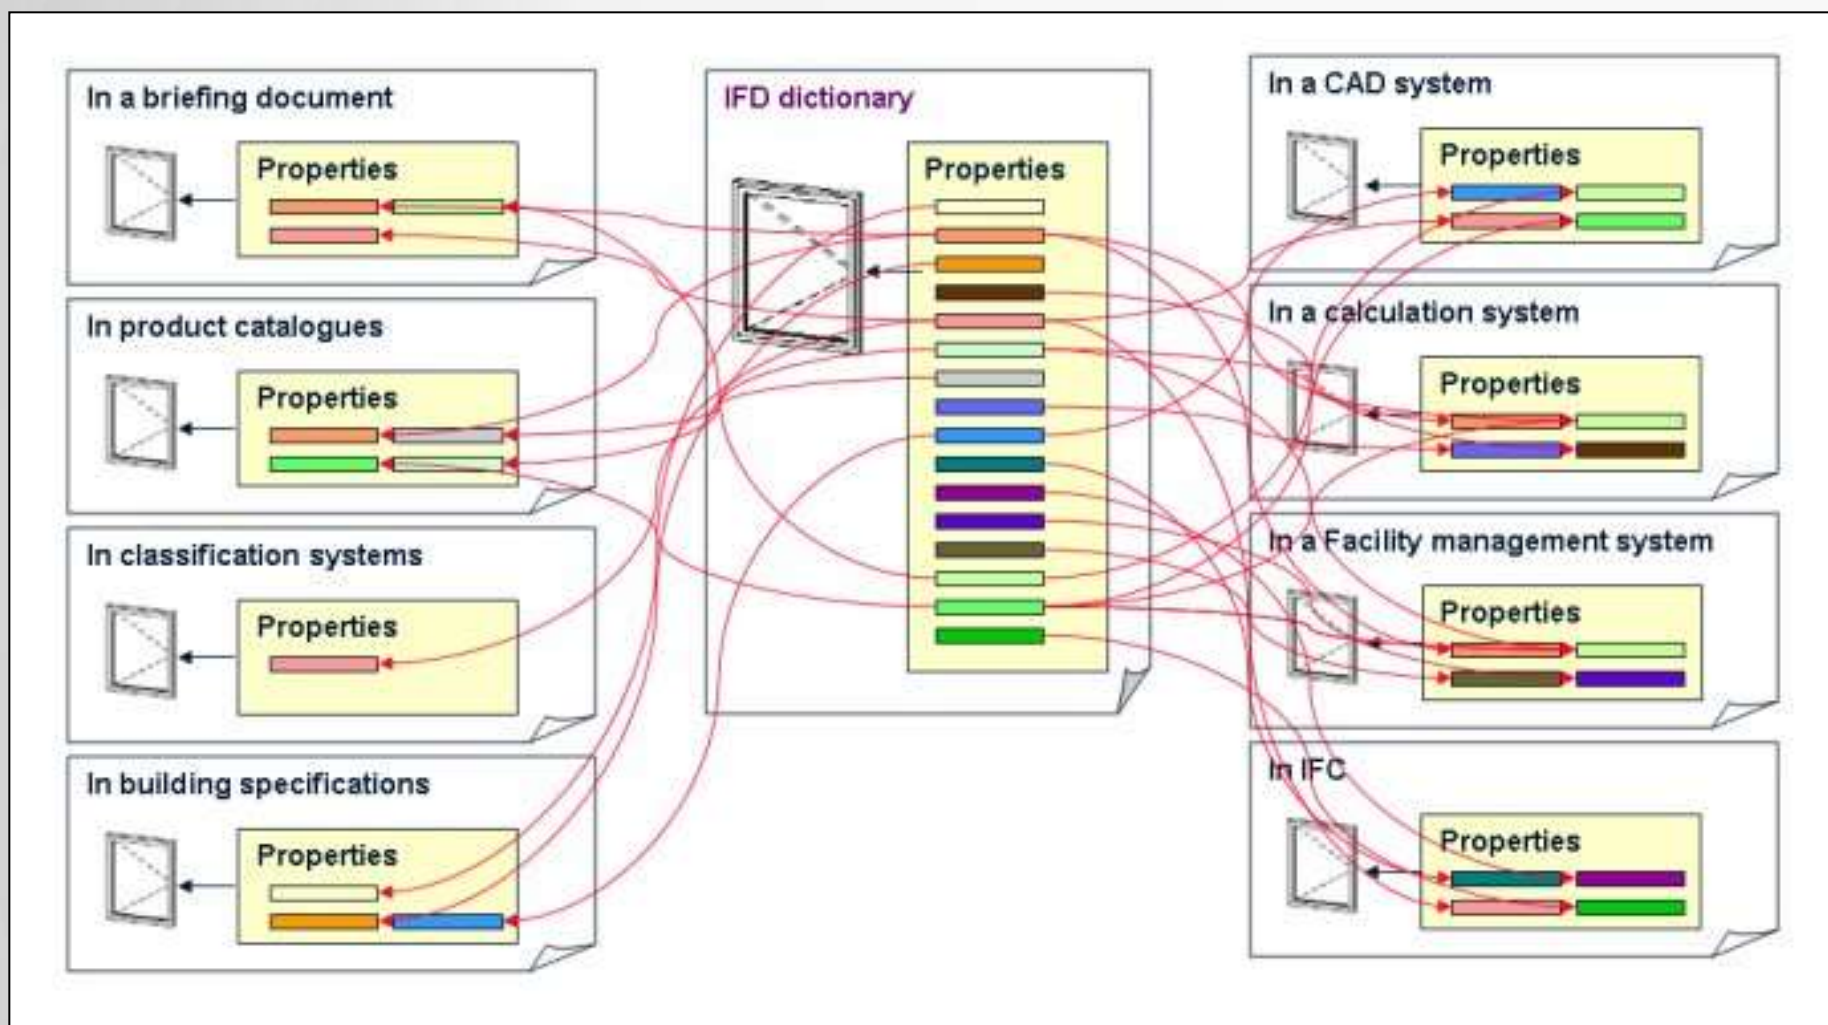 In a briefing document
Properties
In product catalogues
Properties
In classification systems
Properties
In building specifications
Properties
IFD dictionary
Properties
In a CAD system
Properties
In a calculation system
Properties
In a Facility management system
Properties
In IFC
Properties